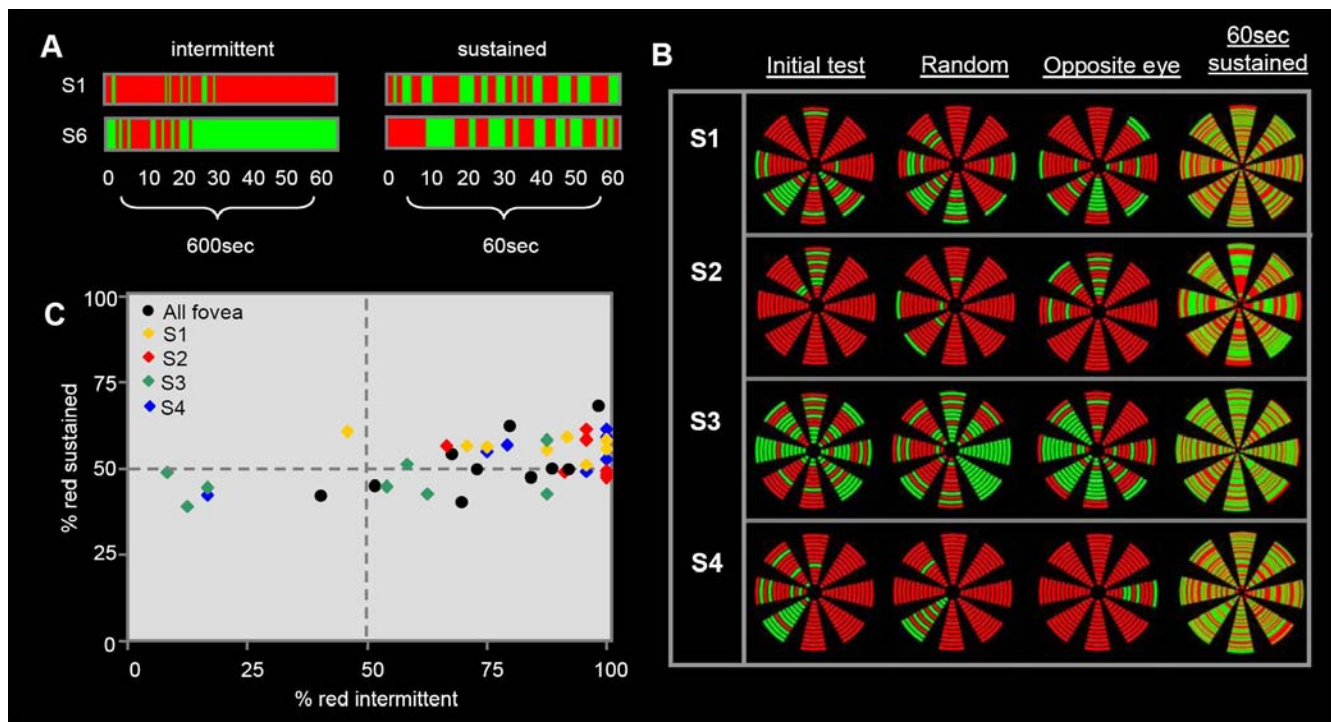 A
intermittent sustained
S1
S6
0 10 20 30 40 50 60 0 10 20 30 40 50 60
600sec 60sec
B
Initial test Random Opposite eye 60sec sustained
S1
S2
S3
S4
C
100
75
50
25
0
% red sustained
All fovea
S1
S2
S3
S4
0 25 50 75 100
% red intermittent